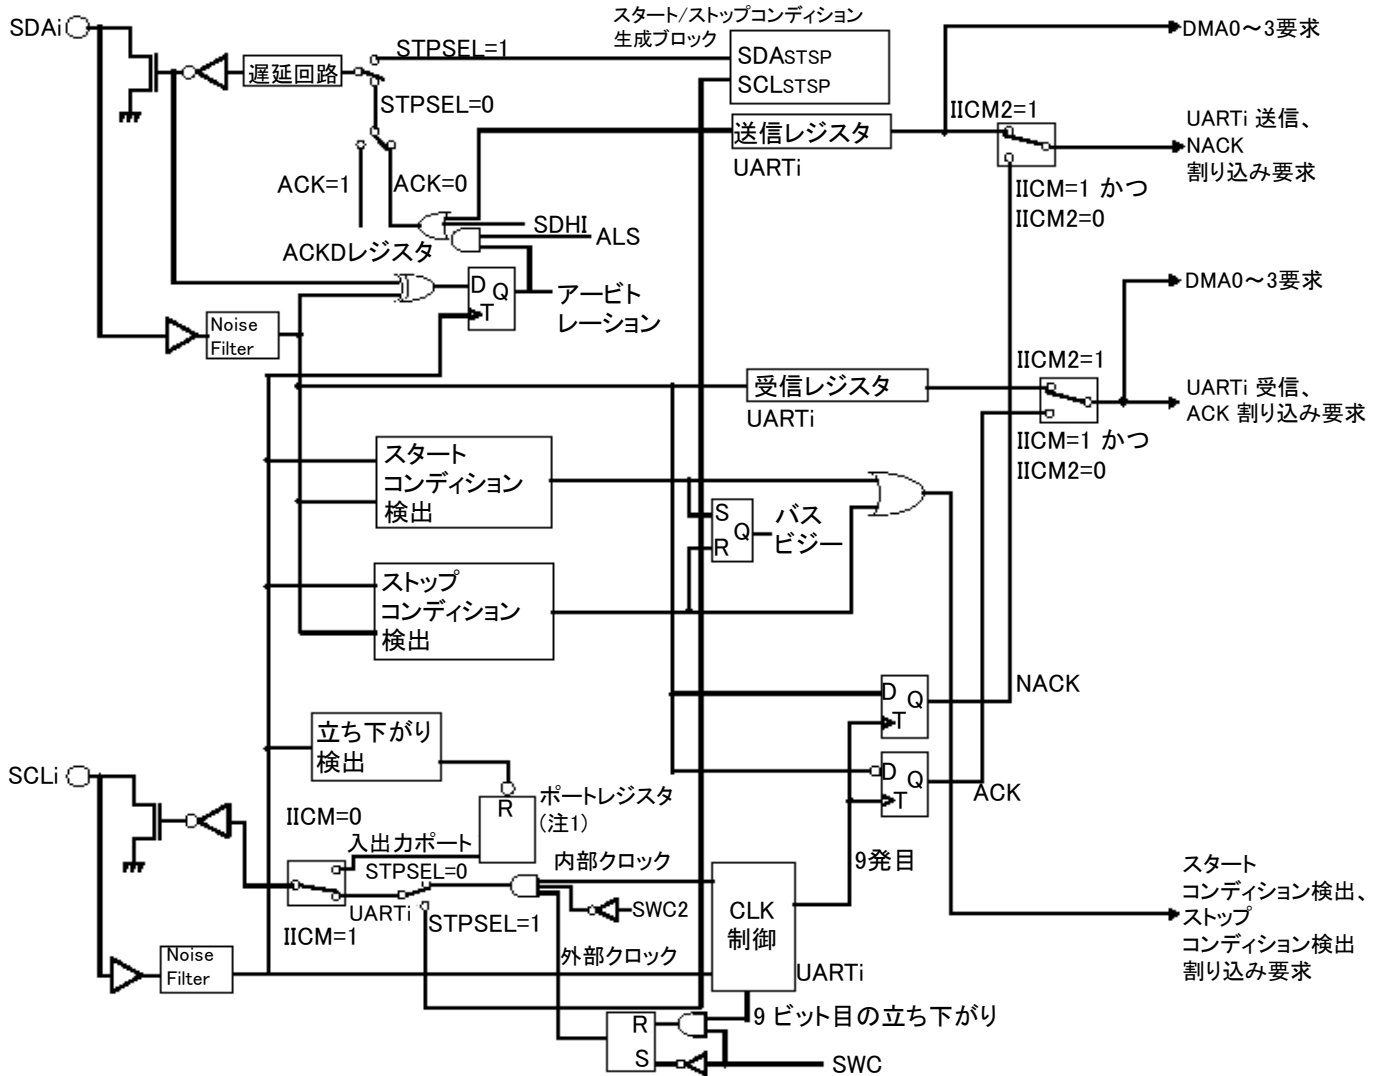 SDAi
スタート/ストップコンディション
生成ブロック
STPSEL=1
SDASTSP
SCLSTSP
DMA0～3要求
遅延回路
STPSEL=0
送信レジスタ
UARTi
IICM2=1
UARTi 送信、
NACK
割り込み要求
ACK=1
ACK=0
IICM=1 かつ
IICM2=0
SDHI
ALS
ACKDレジスタ
D
Q
T
アービト
レーション
DMA0～3要求
Noise
Filter
IICM2=1
受信レジスタ
UARTi
UARTi 受信、
ACK 割り込み要求
IICM=1 かつ
IICM2=0
スタート
コンディション
検出
S
Q
R
バス
ビジー
ストップ
コンディション
検出
D
Q
T
NACK
立ち下がり
検出
D
Q
T
ACK
SCLi
R
ポートレジスタ
(注1)
IICM=0
入出力ポート
STPSEL=0
内部クロック
9発目
UARTi
SWC2
STPSEL=1
IICM=1
CLK
制御
外部クロック
UARTi
Noise
Filter
スタート
コンディション検出、
ストップ
コンディション検出
割り込み要求
9 ビット目の立ち下がり
R
S
SWC